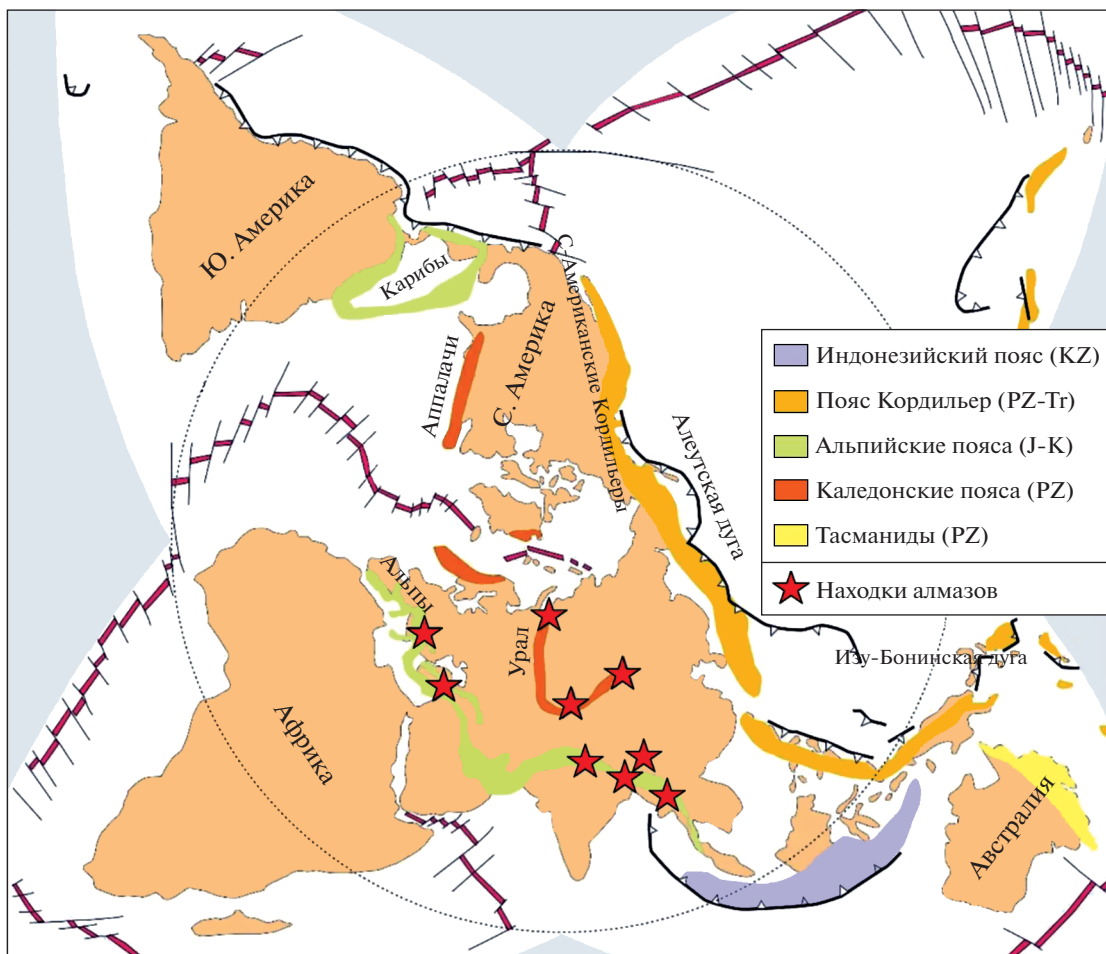 Ю. Америка
Карибы
С-Американские Кордильеры
С. Америка
Аппалачи
Алеутская дуга
Индонезийский пояс (KZ)
Пояс Кордильер (PZ-Tr)
Альпийские пояса (J-K)
Каледонские пояса (PZ)
Тасманиды (PZ)
Находки алмазов
Альпы
Урал
Изу-Бонинская дуга
Африка
Австралия